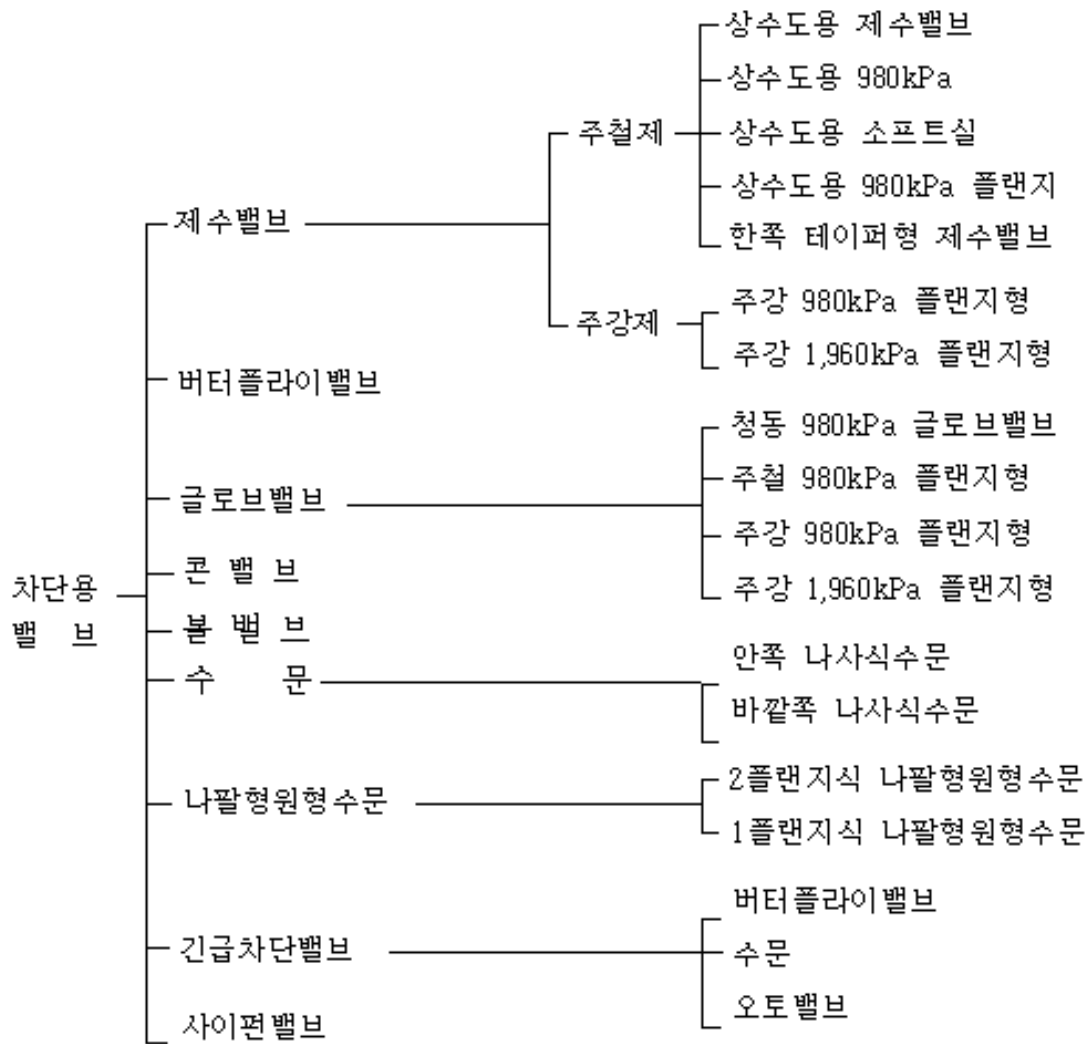 상수도용 제수밸브
상수도용 980kPa
주철제
상수도용 소프트실
상수도용 980kPa 플랜지
제수밸브
한쪽 테이퍼형 제수밸브
주강 980kPa 플랜지형
주강제
주강 1,960kPa 플랜지형
버터플라이밸브
청동 980kPa 글로브밸브
주철 980kPa 플랜지형
글로브밸브
주강 980kPa 플랜지형
콘 밸 브
차단용
밸 브
주강 1,960kPa 플랜지형
볼 밸 브
안쪽 나사식수문
수 문
바깥쪽 나사식수문
2플랜지식 나팔형원형수문
나팔형원형수문
1플랜지식 나팔형원형수문
버터플라이밸브
긴급차단밸브
수문
오토밸브
사이펀밸브